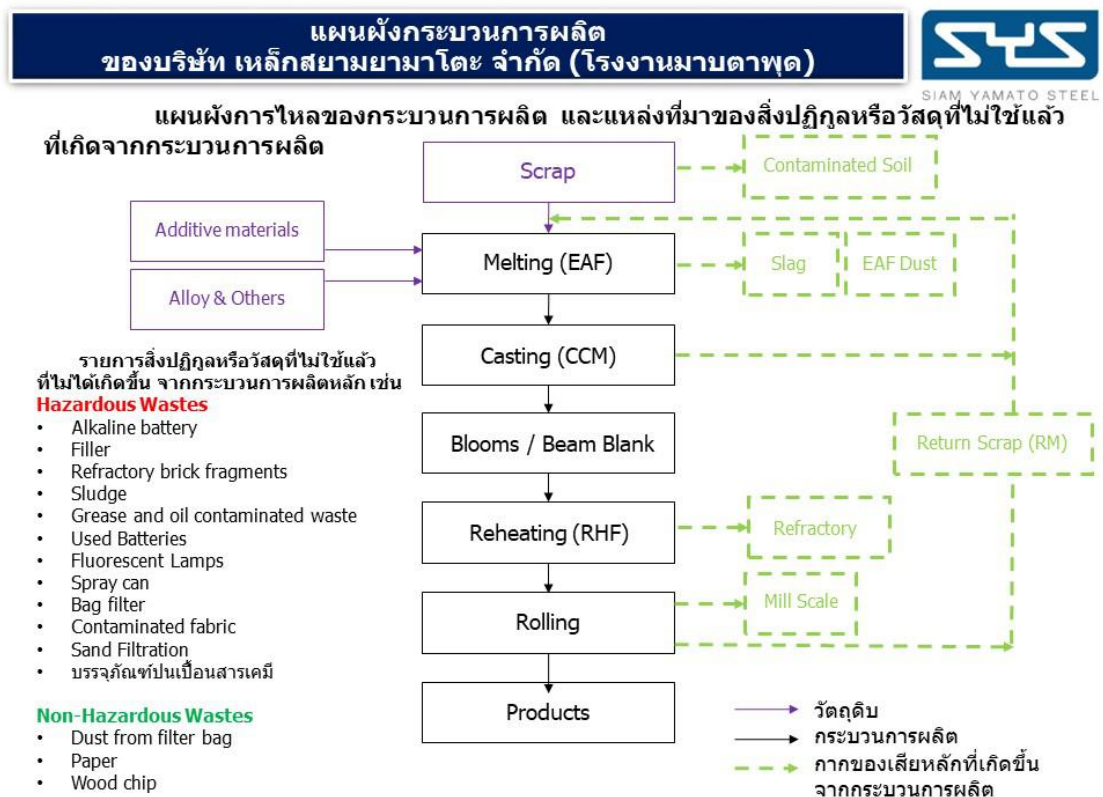 แผนผังกระบวนการผลิต
ของบริษัท เหล็กสยามยามาโตะ จำกัด (โรงงานมาบตาพุด)
SYS
SIAM YAMATO STEEL
แผนผังการไหลของกระบวนการผลิต และแหล่งที่มาของสิ่งปฏิกูลหรือวัสดุที่ไม่ใช้แล้ว
ที่เกิดจากกระบวนการผลิต
Scrap
Contaminated Soil
Additive materials
Alloy & Others
Melting (EAF)
Slag
EAF Dust
Casting (CCM)
Blooms / Beam Blank
Return Scrap (RM)
Reheating (RHF)
Refractory
Rolling
Mill Scale
Products
รายการสิ่งปฏิกูลหรือวัสดุที่ไม่ใช้แล้ว
ที่ไม่ได้เกิดขึ้น จากกระบวนการผลิตหลัก เช่น
Hazardous Wastes
• Alkaline battery
• Filler
• Refractory brick fragments
• Sludge
• Grease and oil contaminated waste
• Used Batteries
• Fluorescent Lamps
• Spray can
• Bag filter
• Contaminated fabric
• Sand Filtration
• บรรจุภัณฑ์ปนเปื้อนสารเคมี
Non-Hazardous Wastes
• Dust from filter bag
• Paper
• Wood chip
วัตถุดิบ
กระบวนการผลิต
กากของเสียหลักที่เกิดขึ้น
จากกระบวนการผลิต